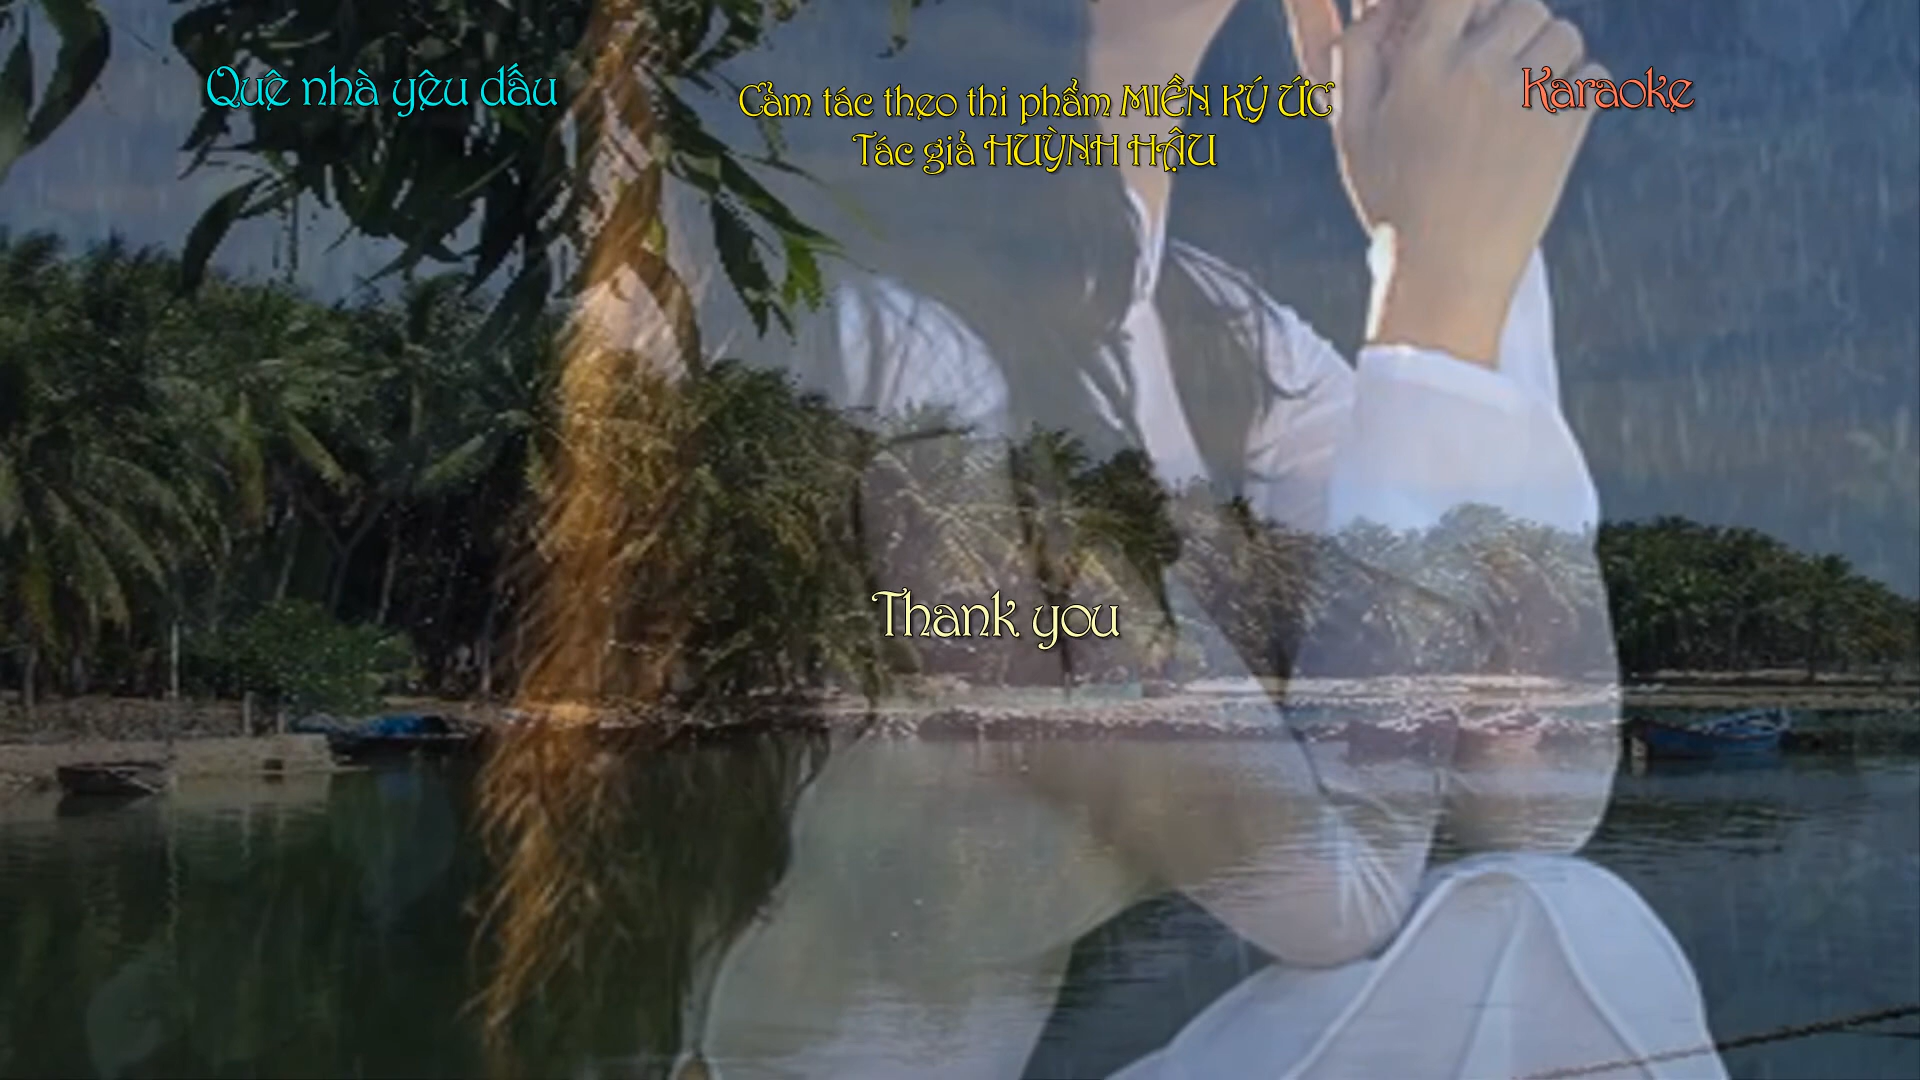 Quê nhà yêu dấu
Cảm tác theo thi phẩm MIỀN KÝ ỨC
Tác giả HUỲNH HẬU
Karaoke
Thank you